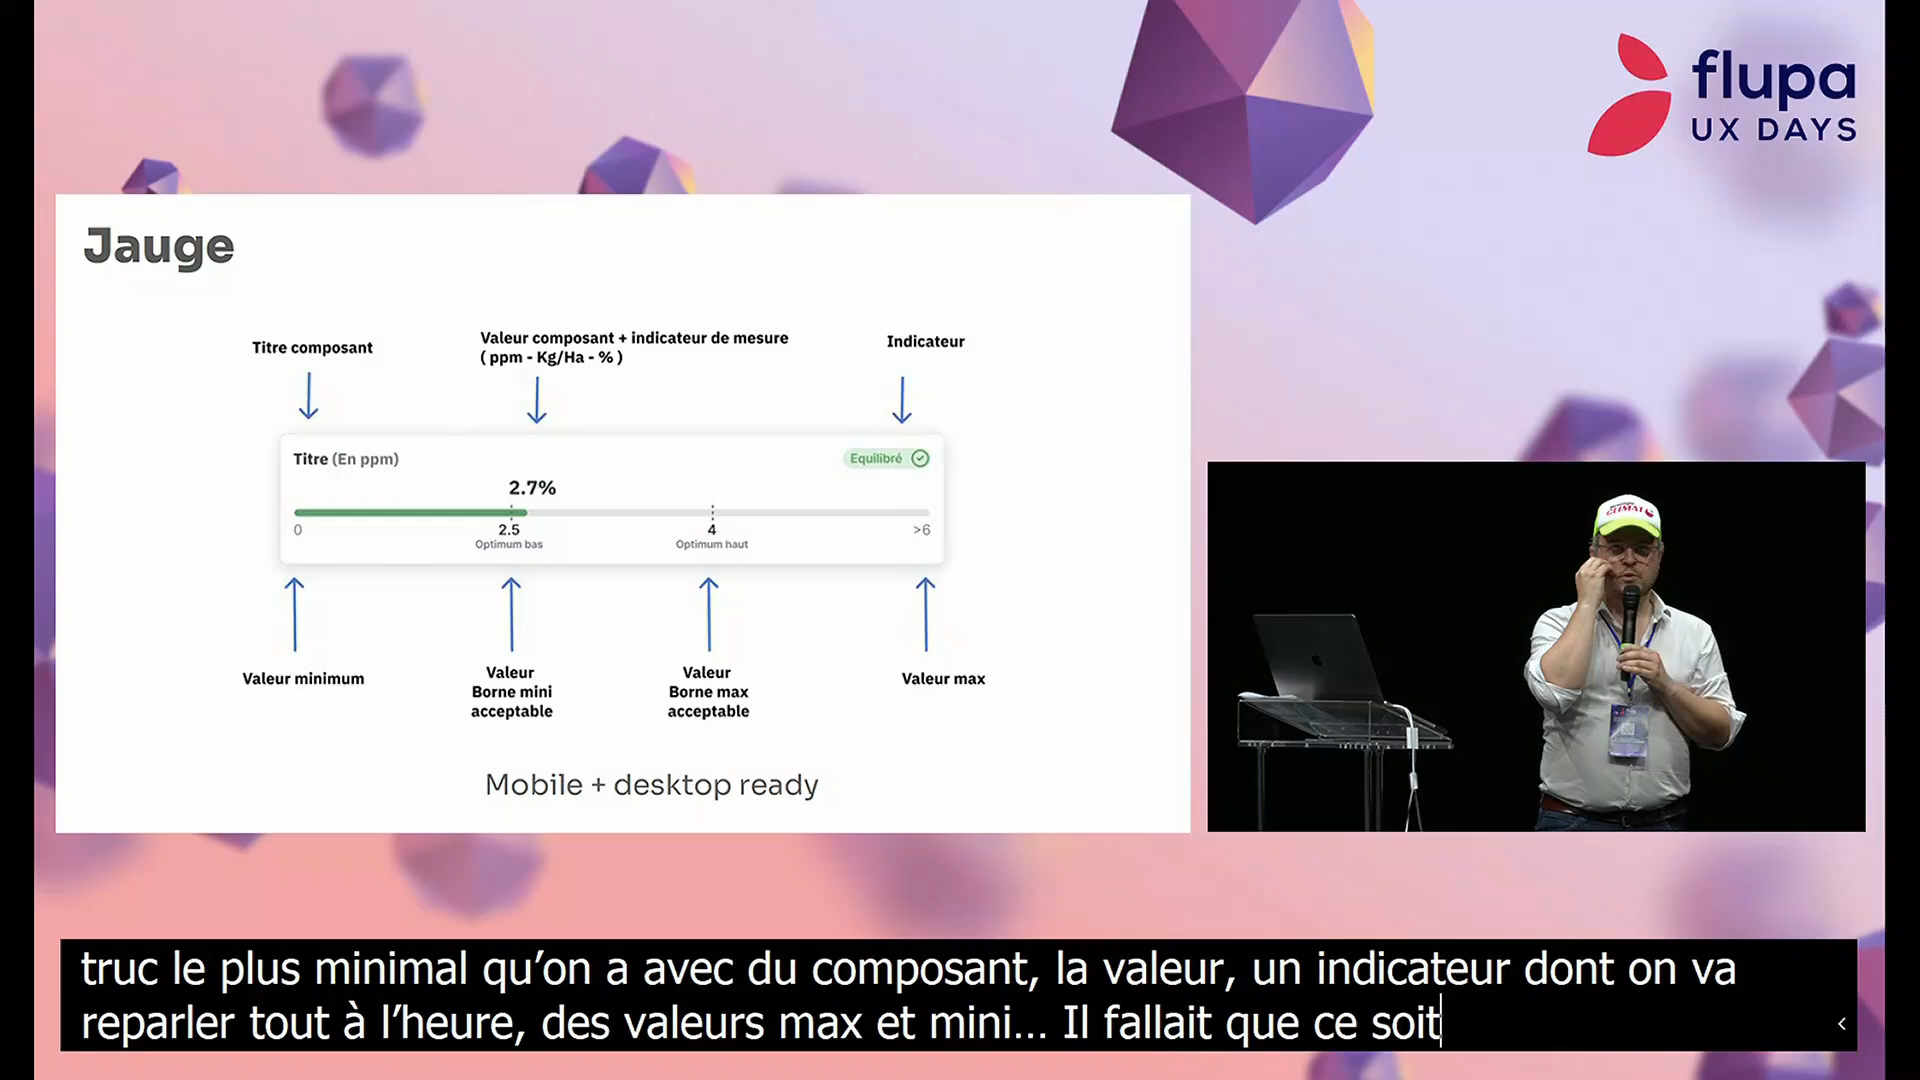 flupa
UX DAYS
Jauge
Titre composant
Valeur composant + indicateur de mesure
( ppm - Kg/Ha - % )
Indicateur
Titre (En ppm)
Equilibré
2.7%
0
2.5
4
>6
Optimum bas
Optimum haut
Valeur minimum
Valeur
Borne mini
acceptable
Valeur
Borne max
acceptable
Valeur max
Mobile + desktop ready
CLIMAT
truc le plus minimal qu’on a avec du composant, la valeur, un indicateur dont on va
reparler tout à l’heure, des valeurs max et mini... Il fallait que ce soit